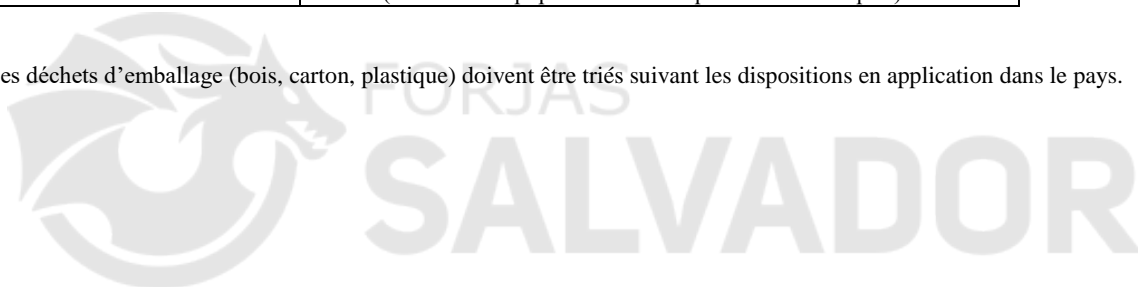 es déchets d’emballage (bois, carton, plastique) doivent être triés suivant les dispositions en application dans le pays.
FORJAS
SALVADOR